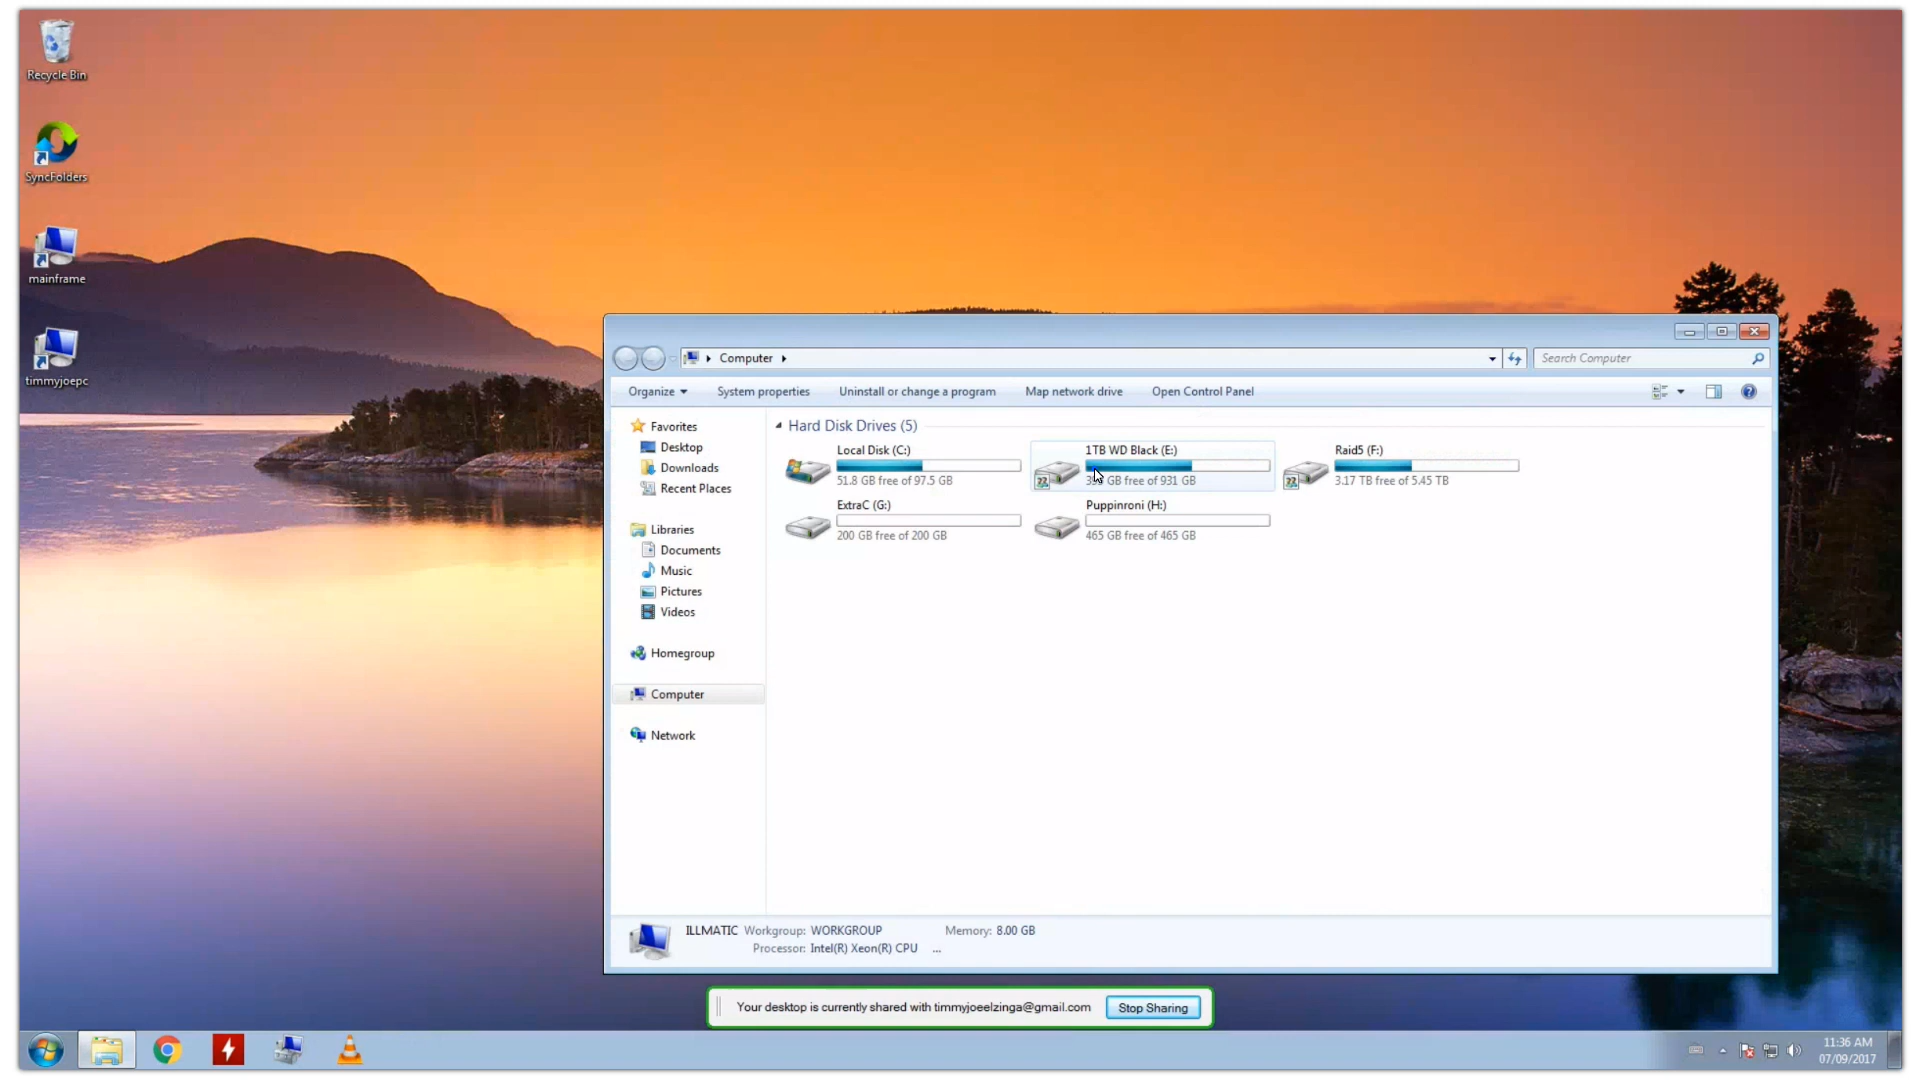 Recycle Bin
SyncFolders
mainframe
timmyjoepc
Computer
Search Computer
Organize
System properties
Uninstall or change a program
Map network drive
Open Control Panel
Favorites
Desktop
Downloads
Recent Places
Libraries
Documents
Music
Pictures
Videos
Homegroup
Computer
Network
Hard Disk Drives (5)
Local Disk (C:)
51.8 GB free of 97.5 GB
1TB WD Black (E:)
GB free of 931 GB
Raid5 (F:)
3.17 TB free of 5.45 TB
ExtraC (G:)
200 GB free of 200 GB
Puppinroni (H:)
465 GB free of 465 GB
ILLMATIC Workgroup: WORKGROUP Memory: 8.00 GB
Processor: Intel(R) Xeon(R) CPU ...
Your desktop is currently shared with timmyjoeelzinga@gmail.com
Stop Sharing
11:36 AM
07/09/2017